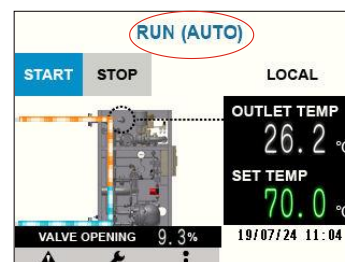 RUN (AUTO)
START STOP LOCAL
OUTLET TEMP
26.2 °C
SET TEMP
70.0 °C
VALVE OPENING 9.3% 19/07/24 11:04